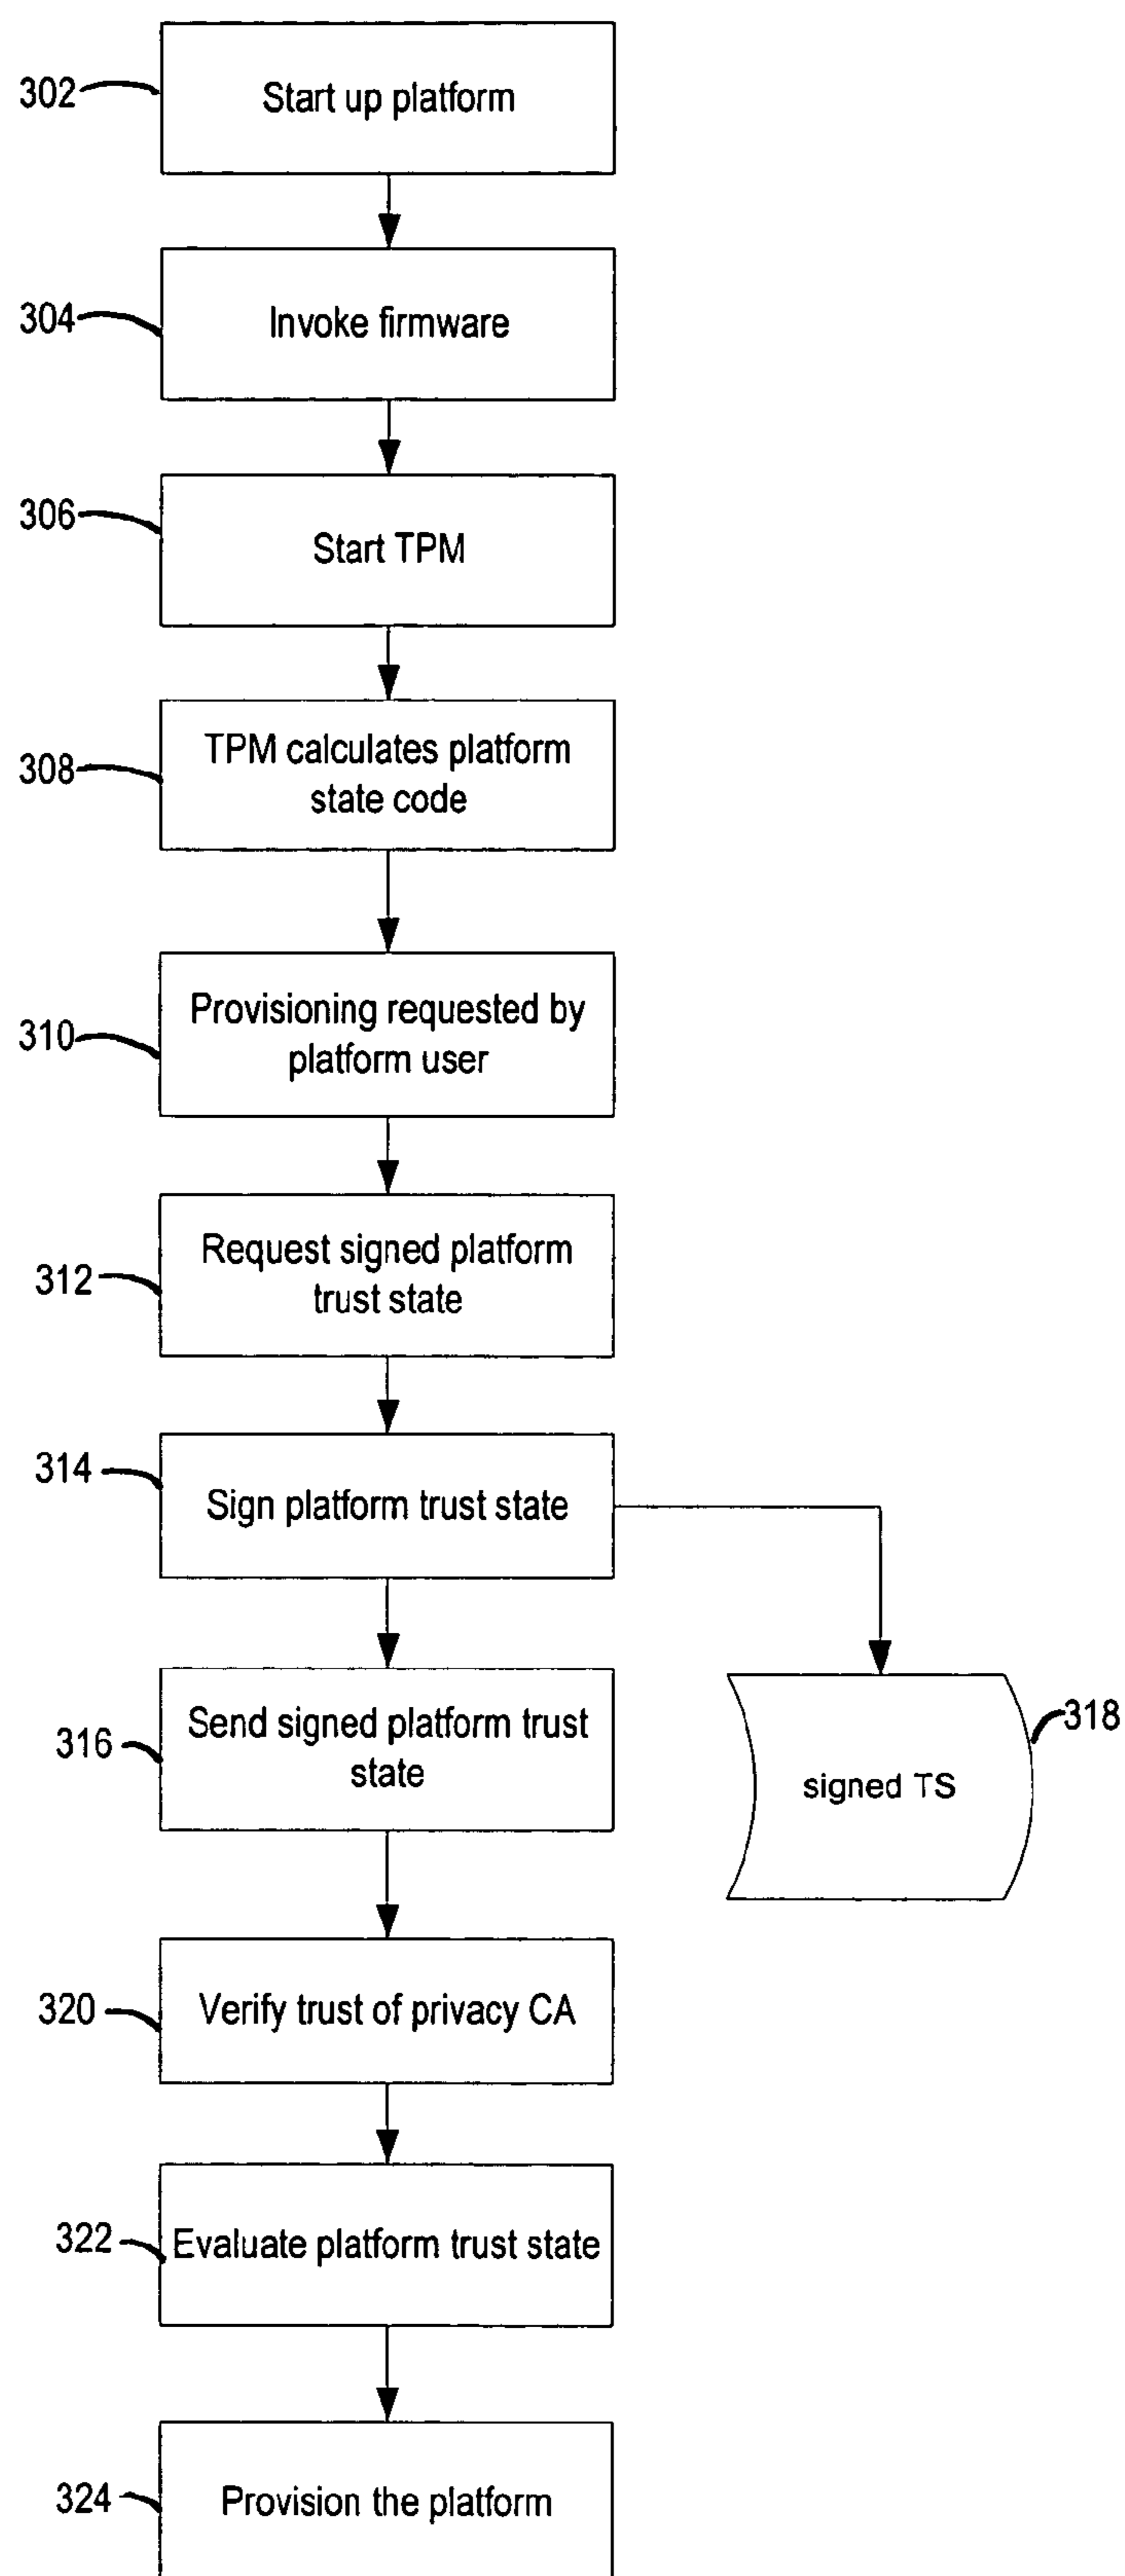 302
Start up platform
304
Invoke firmware
306
Start TPM
308
TPM calculates platform
state code
310
Provisioning requested by
platform user
312
Request signed platform
trust state
314
Sign platform trust state
316
Send signed platform trust
state
318
signed TS
320
Verify trust of privacy CA
322
Evaluate platform trust state
324
Provision the platform